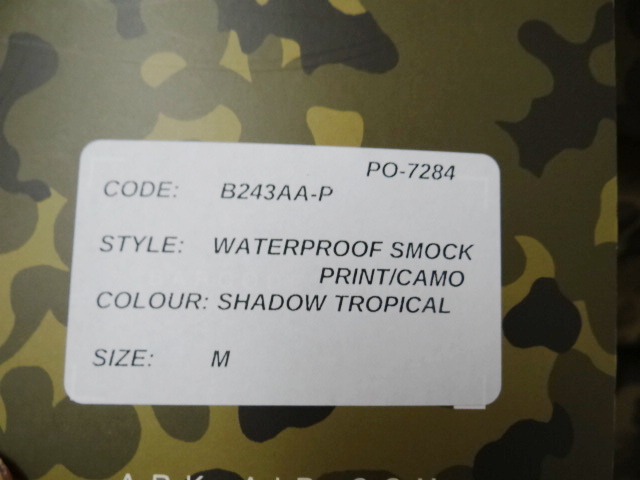 PO-7284
CODE: B243AA-P
STYLE: WATERPROOF SMOCK
PRINT/CAMO
COLOUR: SHADOW TROPICAL
SIZE: M